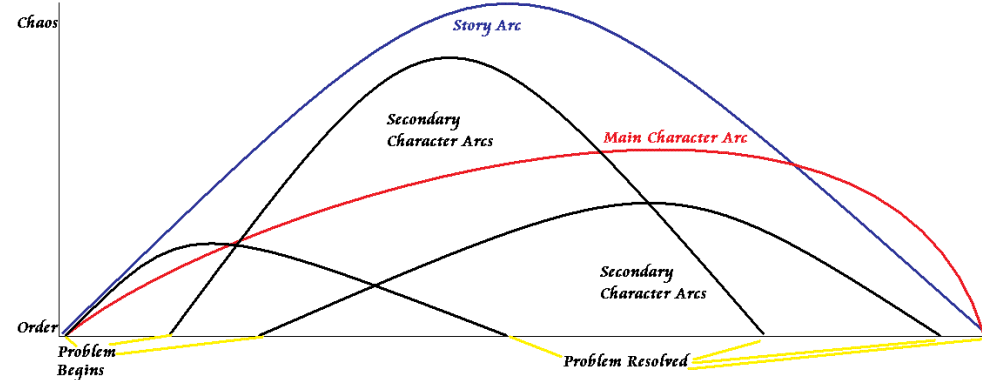 Chaos
Story Arc
Secondary
Character Arcs
Main Character Arc
Secondary
Character Arcs
Order
Problem
Begins
Problem Resolved